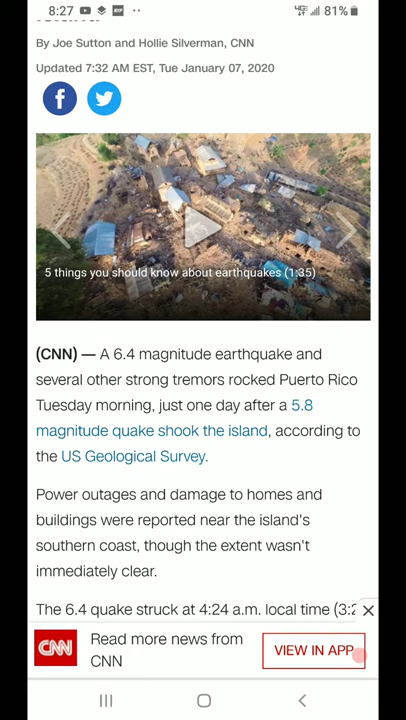 8:27
81%
By Joe Sutton and Hollie Silverman, CNN
Updated 7:32 AM EST, Tue January 07, 2020
5 things you should know about earthquakes (1:35)
(CNN) — A 6.4 magnitude earthquake and
several other strong tremors rocked Puerto Rico
Tuesday morning, just one day after a 5.8
magnitude quake shook the island, according to
the US Geological Survey.
Power outages and damage to homes and
buildings were reported near the island's
southern coast, though the extent wasn't
immediately clear.
The 6.4 quake struck at 4:24 a.m. local time (3:2
CNN
Read more news from
CNN
VIEW IN APP